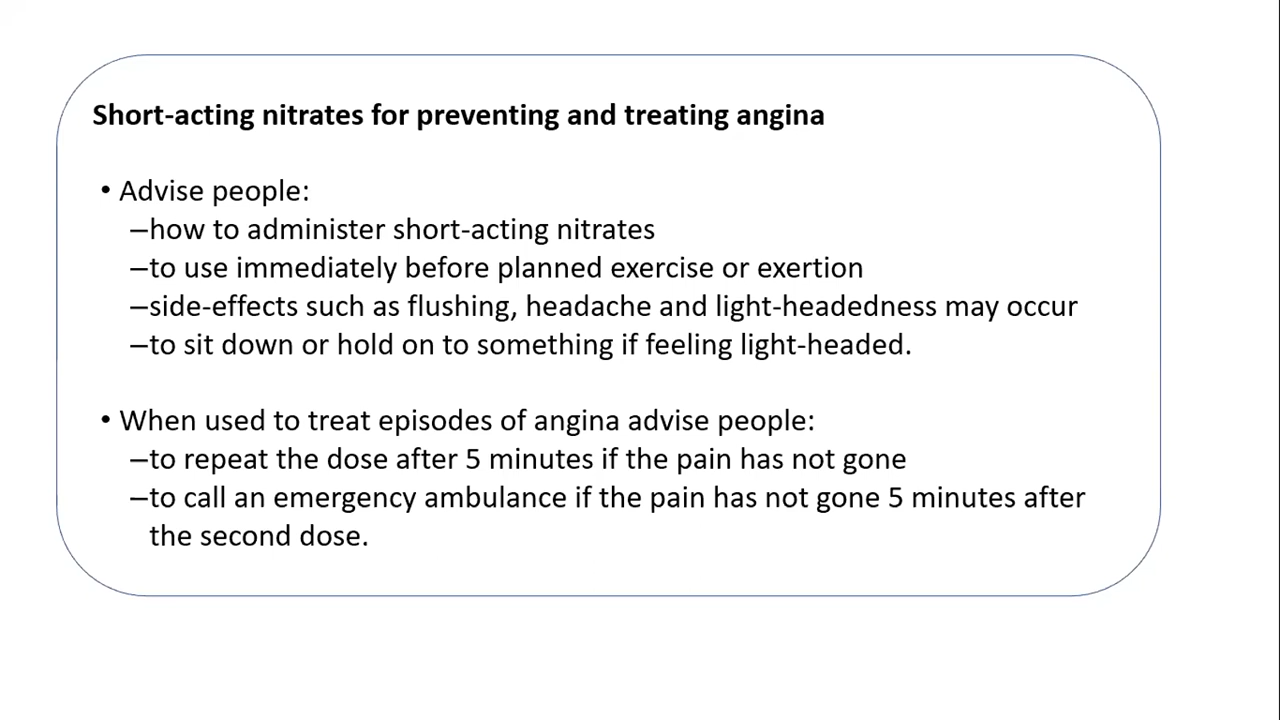 Short-acting nitrates for preventing and treating angina
• Advise people:
–how to administer short-acting nitrates
–to use immediately before planned exercise or exertion
–side-effects such as flushing, headache and light-headedness may occur
–to sit down or hold on to something if feeling light-headed.
• When used to treat episodes of angina advise people:
–to repeat the dose after 5 minutes if the pain has not gone
–to call an emergency ambulance if the pain has not gone 5 minutes after
the second dose.